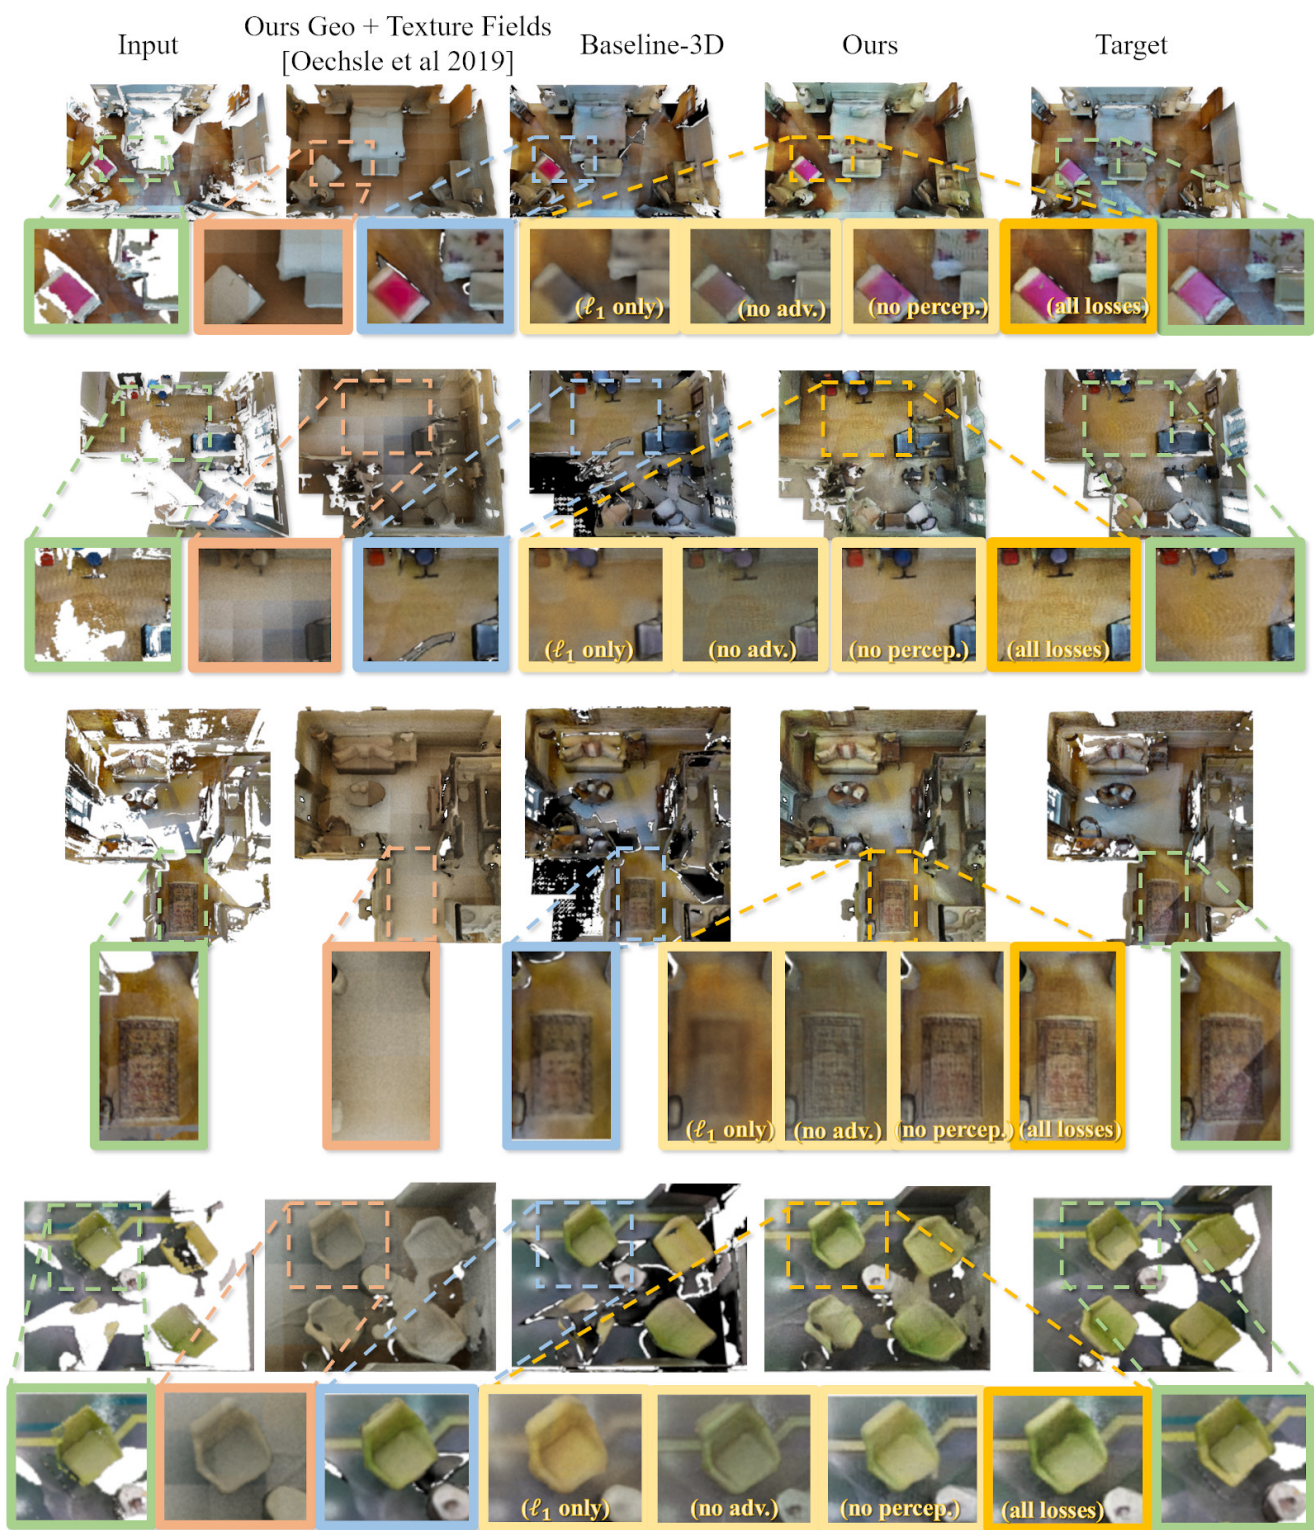 Input
Ours Geo + Texture Fields
[Oechsle et al 2019]
Baseline-3D
Ours
Target
(ℓ₁ only)
(no adv.)
(no percep.)
(all losses)
(ℓ₁ only)
(no adv.)
(no percep.)
(all losses)
(ℓ₁ only)
(no adv.)
(no percep.)
(all losses)
(ℓ₁ only)
(no adv.)
(no percep.)
(all losses)